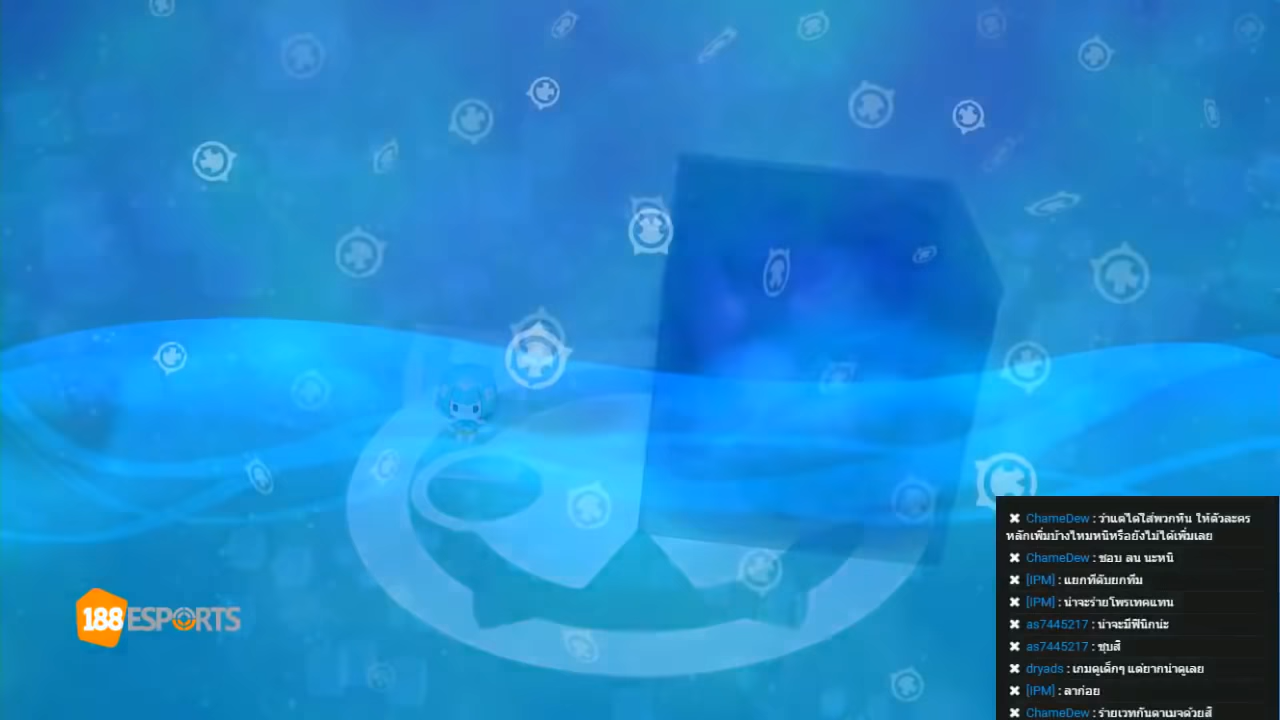 188ESPORTS
✖ ChameDew : ว่าแต่ได้ใส่พวกหิน ให้ตัวละคร
หลักเพิ่มบ้างไหมหนิหรือยังไม่ได้เพิ่มเลย
✖ ChameDew : ชอบ ลน นะหนิ
✖ [IPM] : แยกทีดับยกทีม
✖ [IPM] : น่าจะร่ายโพรเทคแทน
✖ as7445217 : น่าจะมีฟีนิกน่ะ
✖ as7445217 : ชุบสิ
✖ dryads : เกมดูเด็กๆ แต่ยากน่าดูเลย
✖ [IPM] : ลาก่อย
✖ ChameDew : ร่ายเวทกันดาเมจด้วยสิ